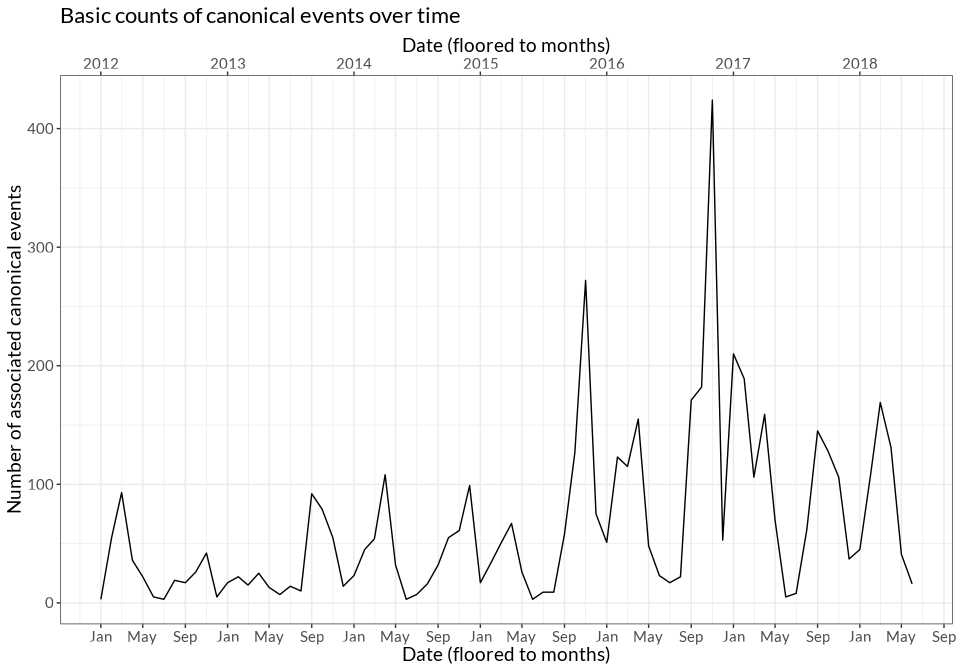 Basic counts of canonical events over time
Date (floored to months)
2012 2013 2014 2015 2016 2017 2018
Number of associated canonical events
400
300
200
100
0
Jan May Sep Jan May Sep Jan May Sep Jan May Sep Jan May Sep Jan May Sep Jan May Sep
Date (floored to months)